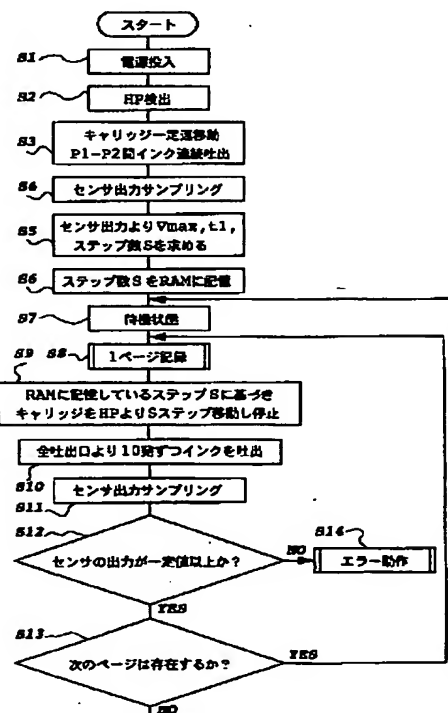 スタート
S1
電源投入
S2
HP検出
S3
キャリッジ一定速移動
P1-P2間インク連続吐出
S4
センサ出力サンプリング
S5
センサ出力よりVmax,t1,
ステップ数Sを求める
S6
ステップ数SをRAMに記憶
S7
待機状態
S9 S8
1ページ記録
RAMに記憶しているステップSに基づき
キャリッジをHPよりSステップ移動し停止
全吐出口より10発ずつインクを吐出
S10
センサ出力サンプリング
S11
S12
センサの出力が一定値以上か?
NO
S14
エラー動作
YES
S13
次のページは存在するか?
YES
NO